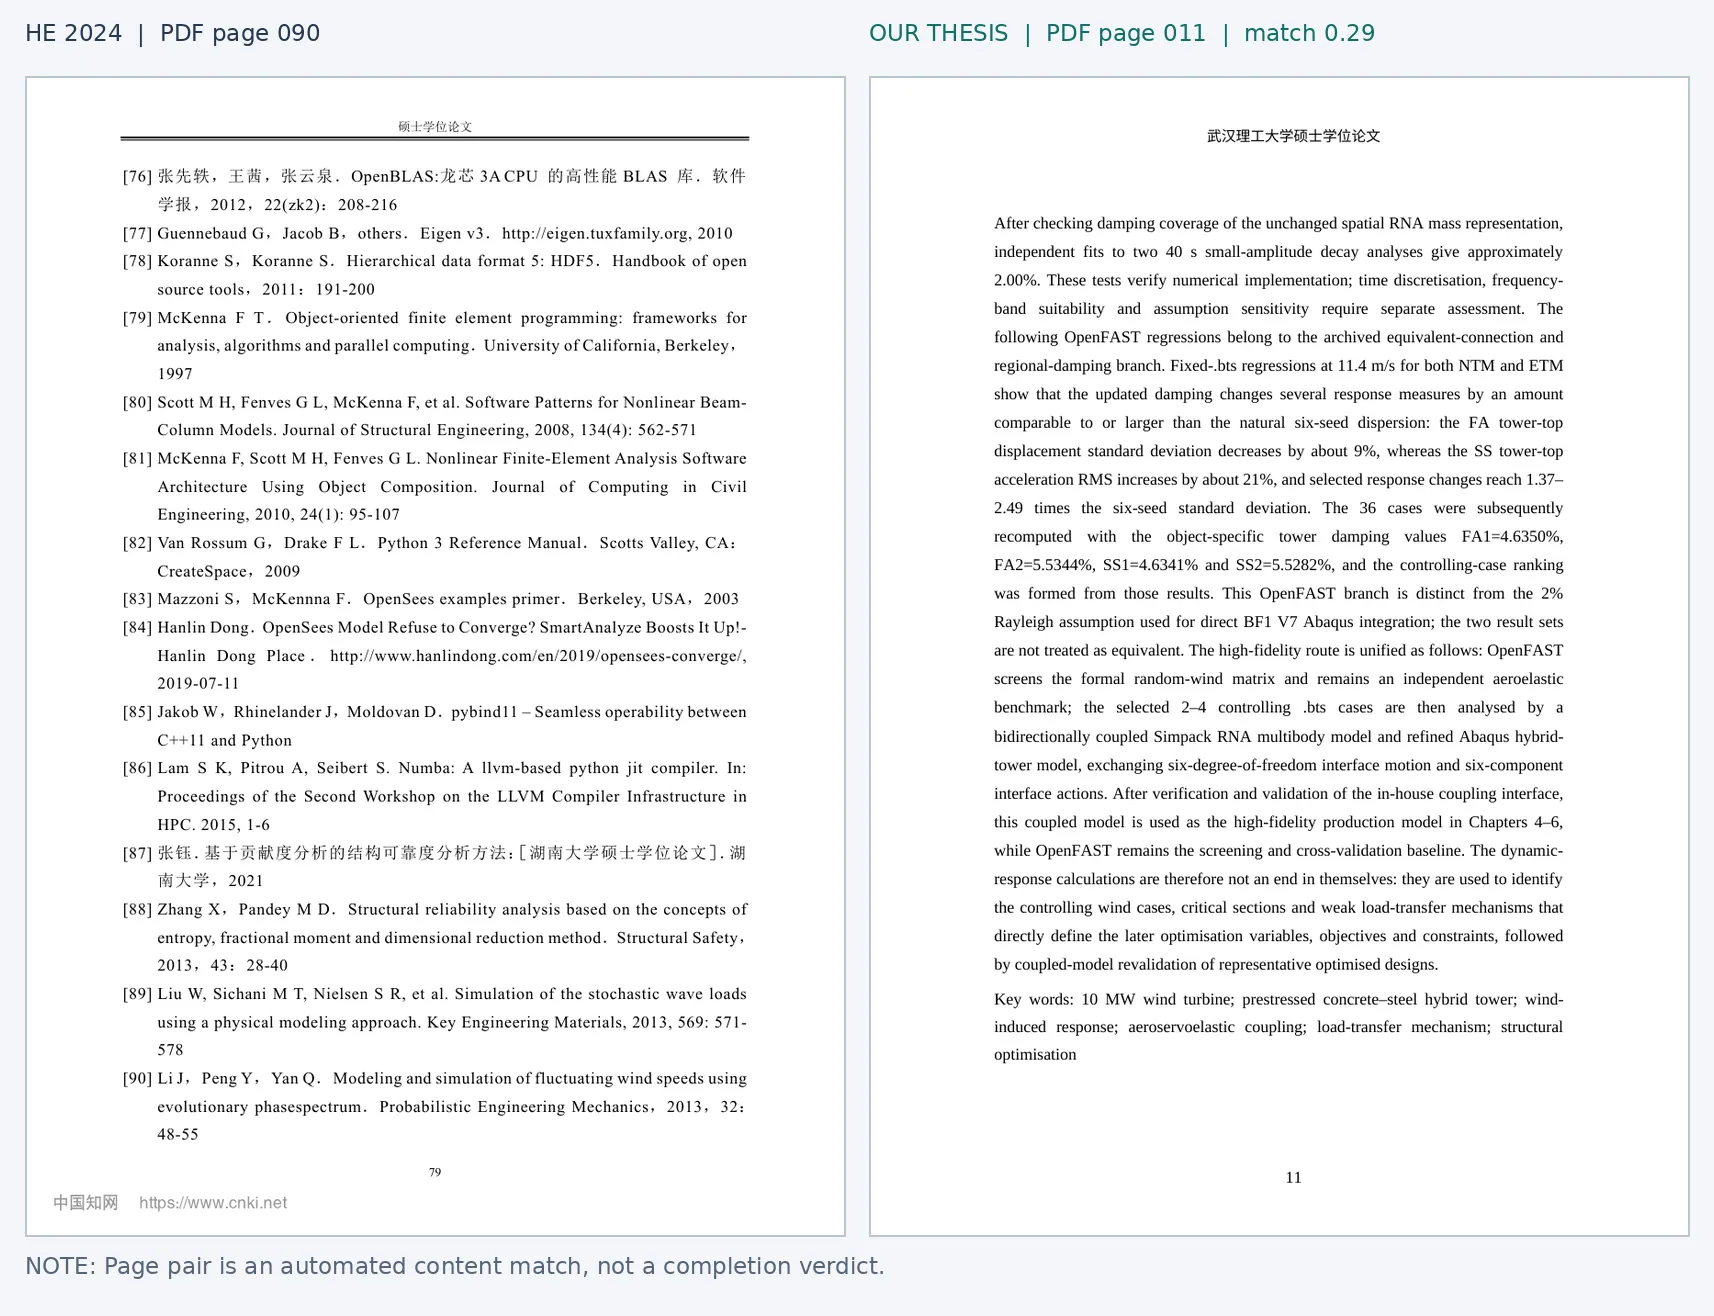 HE 2024 | PDF page 090
硕士学位论文
[76] 张先轶，王茜，张云泉．OpenBLAS:龙芯 3A CPU 的高性能 BLAS 库．软件
学报，2012，22(zk2)：208-216
[77] Guennebaud G，Jacob B，others．Eigen v3．http://eigen.tuxfamily.org, 2010
[78] Koranne S，Koranne S．Hierarchical data format 5: HDF5．Handbook of open
source tools，2011：191-200
[79] McKenna F T．Object-oriented finite element programming: frameworks for
analysis, algorithms and parallel computing．University of California, Berkeley，
1997
[80] Scott M H, Fenves G L, McKenna F, et al. Software Patterns for Nonlinear Beam-
Column Models. Journal of Structural Engineering, 2008, 134(4): 562-571
[81] McKenna F, Scott M H, Fenves G L. Nonlinear Finite-Element Analysis Software
Architecture Using Object Composition. Journal of Computing in Civil
Engineering, 2010, 24(1): 95-107
[82] Van Rossum G，Drake F L．Python 3 Reference Manual．Scotts Valley, CA：
CreateSpace，2009
[83] Mazzoni S，McKennna F．OpenSees examples primer．Berkeley, USA，2003
[84] Hanlin Dong．OpenSees Model Refuse to Converge? SmartAnalyze Boosts It Up!-
Hanlin Dong Place．http://www.hanlindong.com/en/2019/opensees-converge/,
2019-07-11
[85] Jakob W，Rhinelander J，Moldovan D．pybind11 – Seamless operability between
C++11 and Python
[86] Lam S K, Pitrou A, Seibert S. Numba: A llvm-based python jit compiler. In:
Proceedings of the Second Workshop on the LLVM Compiler Infrastructure in
HPC. 2015, 1-6
[87] 张钰．基于贡献度分析的结构可靠度分析方法：[湖南大学硕士学位论文]．湖
南大学，2021
[88] Zhang X，Pandey M D．Structural reliability analysis based on the concepts of
entropy, fractional moment and dimensional reduction method．Structural Safety，
2013，43：28-40
[89] Liu W, Sichani M T, Nielsen S R, et al. Simulation of the stochastic wave loads
using a physical modeling approach. Key Engineering Materials, 2013, 569: 571-
578
[90] Li J，Peng Y，Yan Q．Modeling and simulation of fluctuating wind speeds using
evolutionary phasespectrum．Probabilistic Engineering Mechanics，2013，32：
48-55
79
中国知网 https://www.cnki.net
OUR THESIS | PDF page 011 | match 0.29
武汉理工大学硕士学位论文
After checking damping coverage of the unchanged spatial RNA mass representation,
independent fits to two 40 s small-amplitude decay analyses give approximately
2.00%. These tests verify numerical implementation; time discretisation, frequency-
band suitability and assumption sensitivity require separate assessment. The
following OpenFAST regressions belong to the archived equivalent-connection and
regional-damping branch. Fixed-.bts regressions at 11.4 m/s for both NTM and ETM
show that the updated damping changes several response measures by an amount
comparable to or larger than the natural six-seed dispersion: the FA tower-top
displacement standard deviation decreases by about 9%, whereas the SS tower-top
acceleration RMS increases by about 21%, and selected response changes reach 1.37–
2.49 times the six-seed standard deviation. The 36 cases were subsequently
recomputed with the object-specific tower damping values FA1=4.6350%,
FA2=5.5344%, SS1=4.6341% and SS2=5.5282%, and the controlling-case ranking
was formed from those results. This OpenFAST branch is distinct from the 2%
Rayleigh assumption used for direct BF1 V7 Abaqus integration; the two result sets
are not treated as equivalent. The high-fidelity route is unified as follows: OpenFAST
screens the formal random-wind matrix and remains an independent aeroelastic
benchmark; the selected 2–4 controlling .bts cases are then analysed by a
bidirectionally coupled Simpack RNA multibody model and refined Abaqus hybrid-
tower model, exchanging six-degree-of-freedom interface motion and six-component
interface actions. After verification and validation of the in-house coupling interface,
this coupled model is used as the high-fidelity production model in Chapters 4–6,
while OpenFAST remains the screening and cross-validation baseline. The dynamic-
response calculations are therefore not an end in themselves: they are used to identify
the controlling wind cases, critical sections and weak load-transfer mechanisms that
directly define the later optimisation variables, objectives and constraints, followed
by coupled-model revalidation of representative optimised designs.
Key words: 10 MW wind turbine; prestressed concrete–steel hybrid tower; wind-
induced response; aeroservoelastic coupling; load-transfer mechanism; structural
optimisation
11
NOTE: Page pair is an automated content match, not a completion verdict.